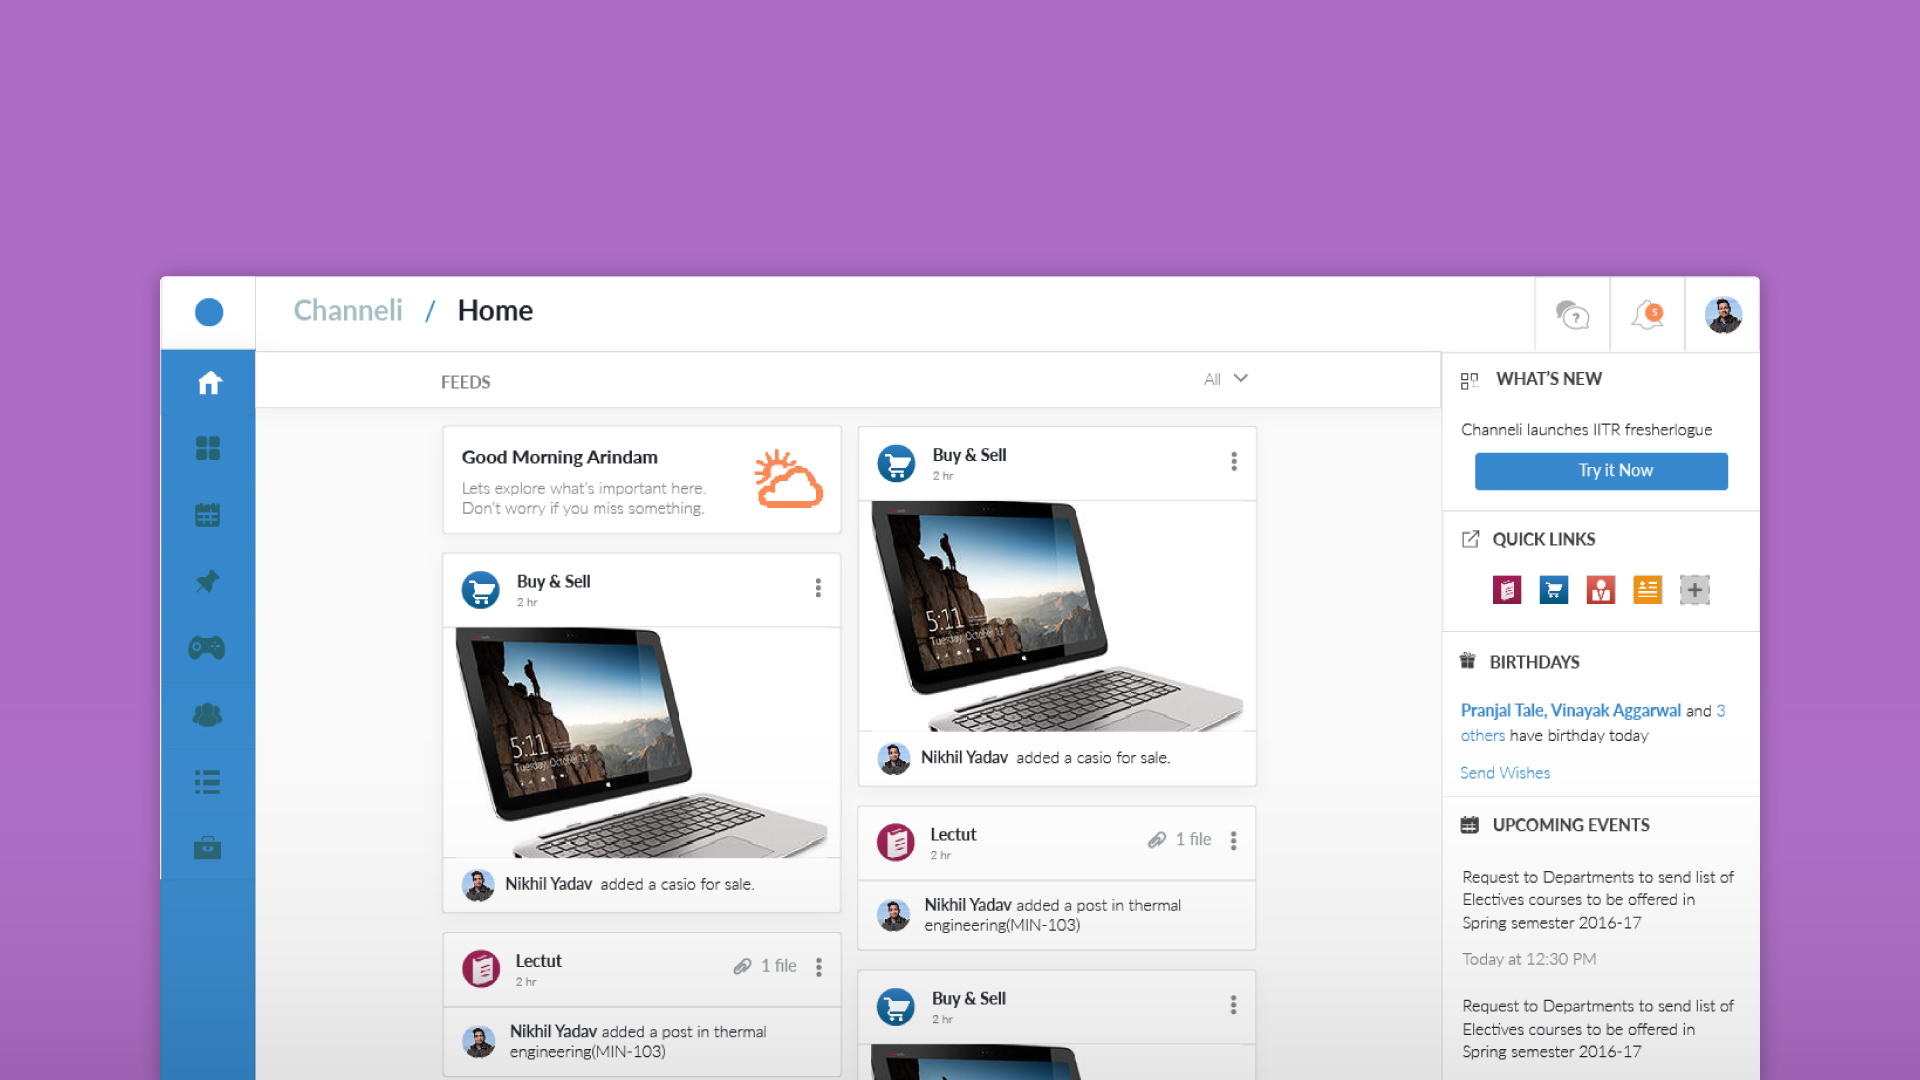 Channeli / Home
?
5
FEEDS
All
Good Morning Arindam
Lets explore what's important here.
Don't worry if you miss something.
Buy & Sell
2 hr
5:11
Tuesday, October 13
Nikhil Yadav added a casio for sale.
Lectut
2 hr
1 file
Nikhil Yadav added a post in thermal
engineering(MIN-103)
Buy & Sell
2 hr
5:11
Tuesday, October 13
Nikhil Yadav added a casio for sale.
Lectut
2 hr
1 file
Nikhil Yadav added a post in thermal
engineering(MIN-103)
Buy & Sell
2 hr
WHAT'S NEW
Channeli launches IITR fresherlogue
Try it Now
QUICK LINKS
BIRTHDAYS
Pranjal Tale, Vinayak Aggarwal and 3
others have birthday today
Send Wishes
UPCOMING EVENTS
Request to Departments to send list of
Electives courses to be offered in
Spring semester 2016-17
Today at 12:30 PM
Request to Departments to send list of
Electives courses to be offered in
Spring semester 2016-17